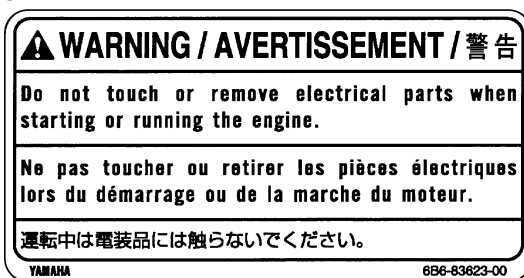 WARNING / AVERTISSEMENT / 警告
Do not touch or remove electrical parts when
starting or running the engine.
Ne pas toucher ou retirer les pièces électriques
lors du démarrage ou de la marche du moteur.
運転中は電装品には触らないでください。
YAMAHA 6B6-83623-00